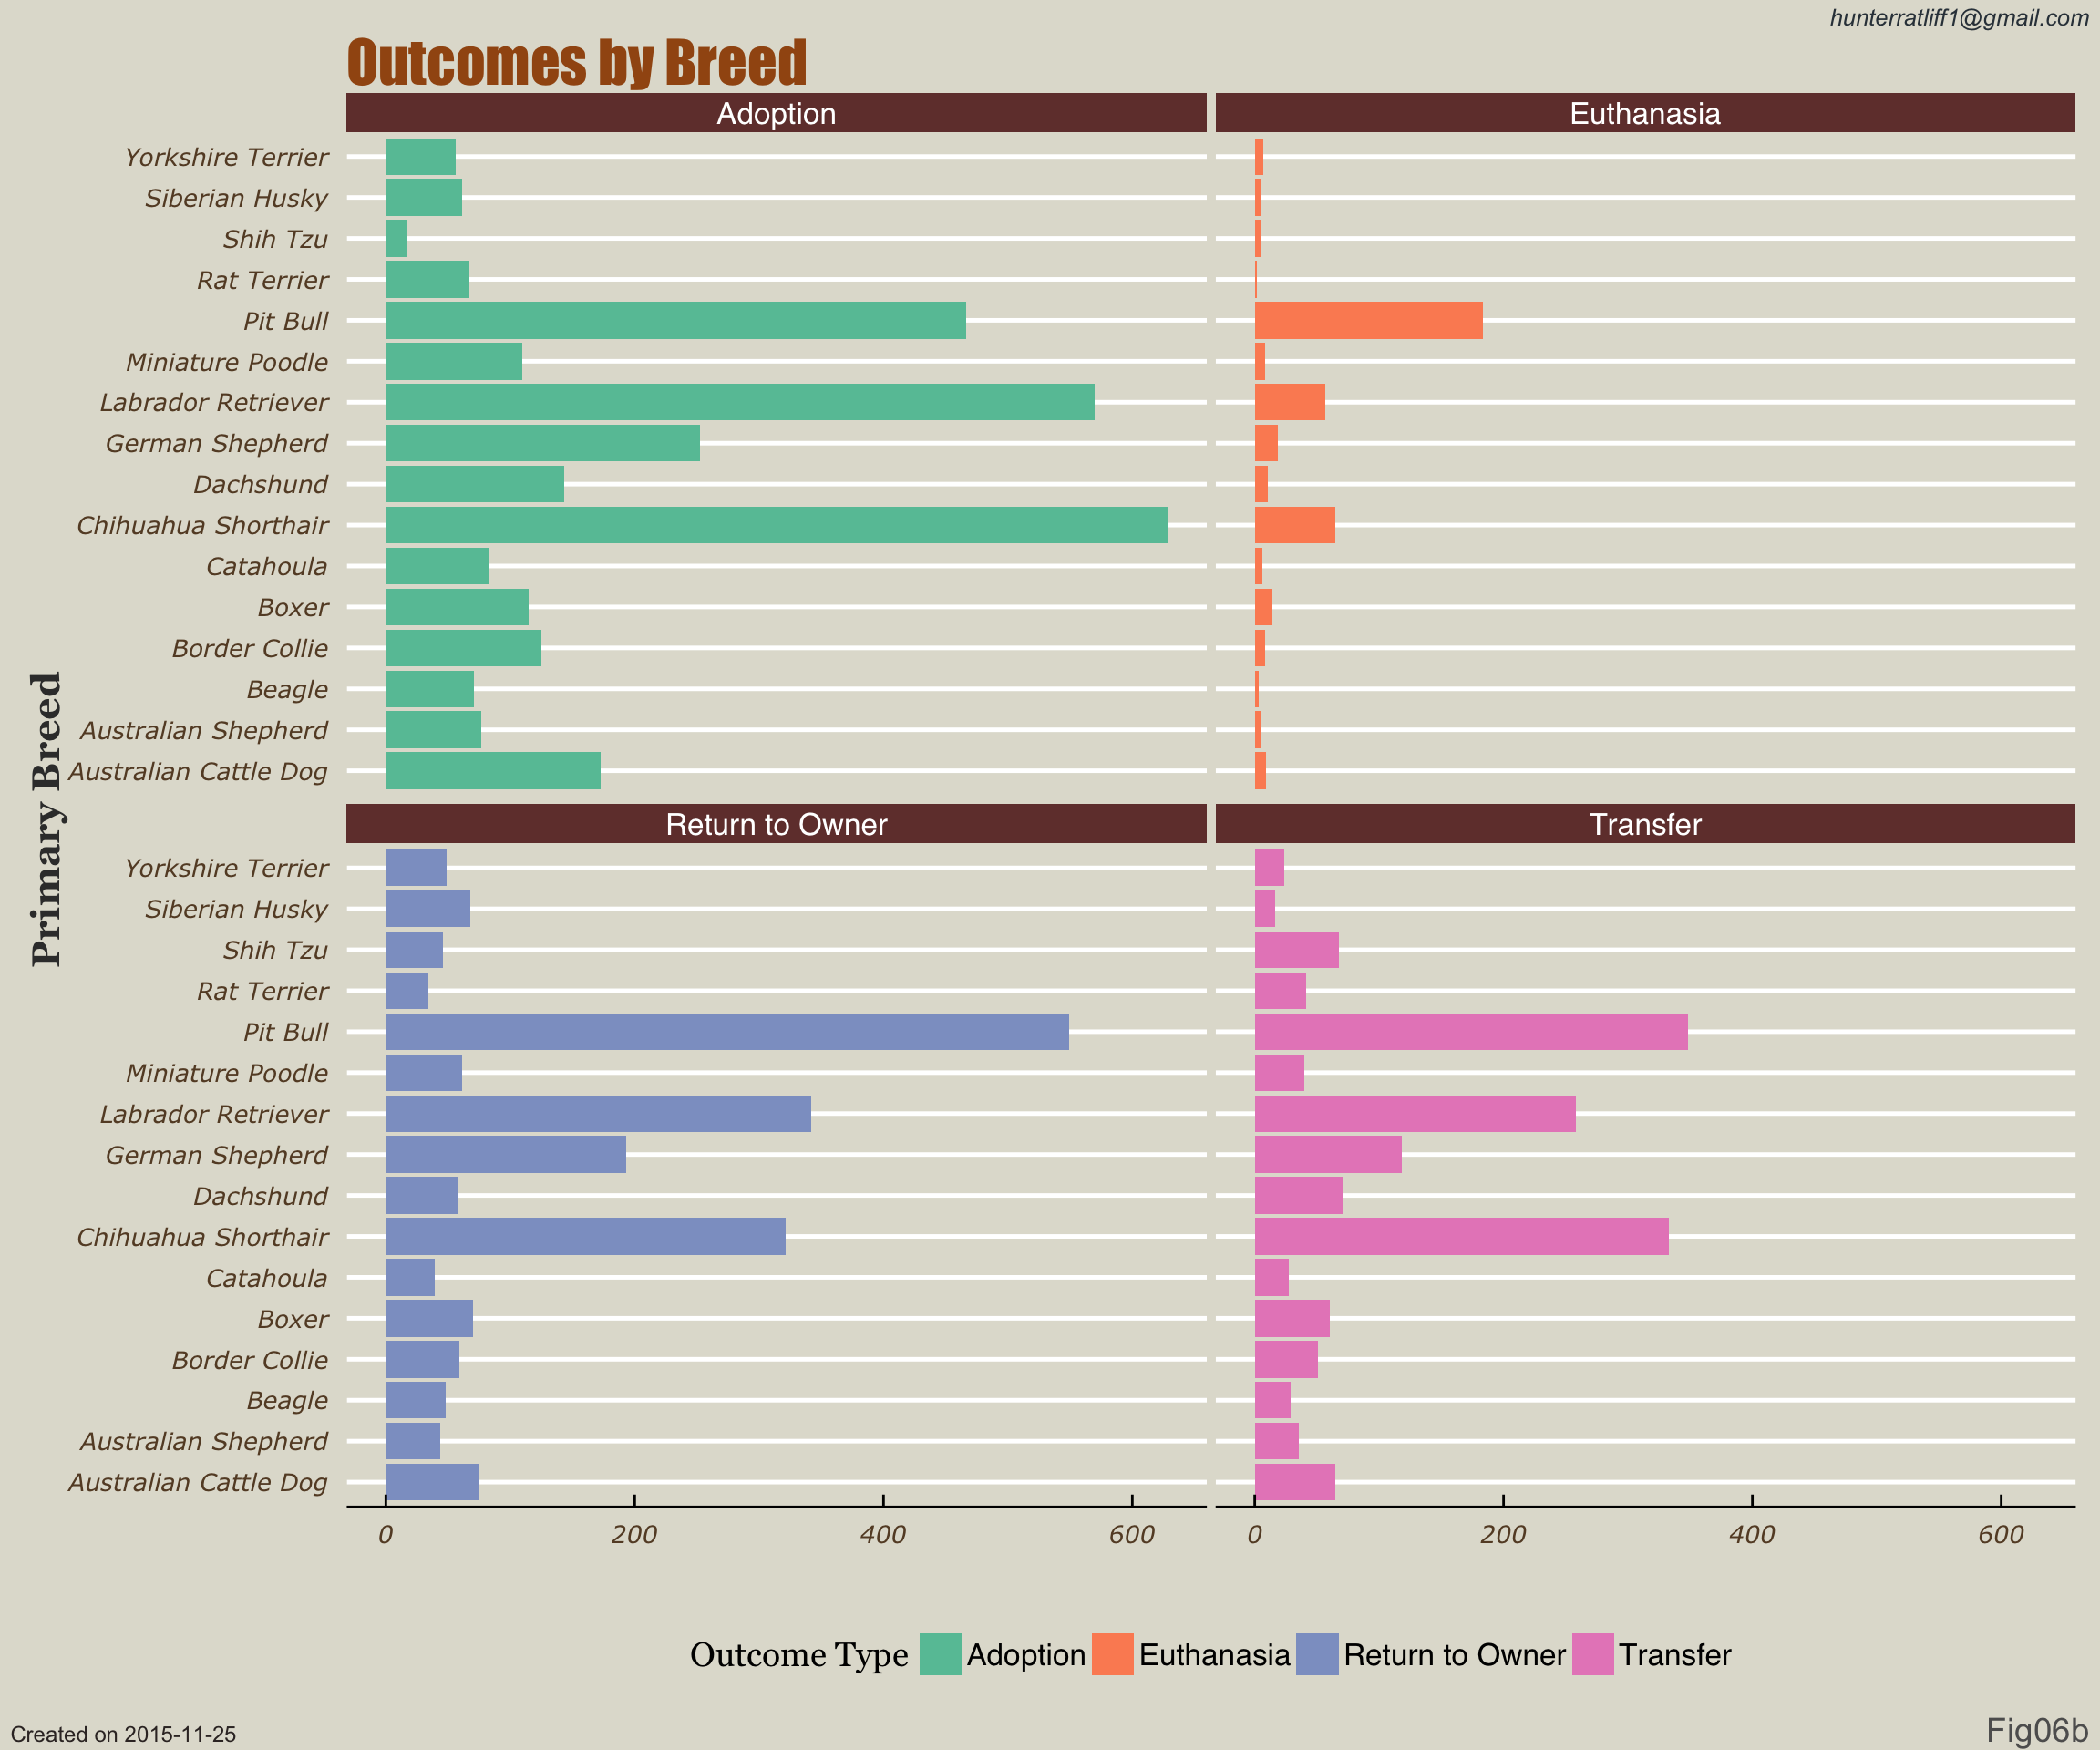 hunterratliff1@gmail.com
Outcomes by Breed
Adoption
Euthanasia
Primary Breed
Yorkshire Terrier
Siberian Husky
Shih Tzu
Rat Terrier
Pit Bull
Miniature Poodle
Labrador Retriever
German Shepherd
Dachshund
Chihuahua Shorthair
Catahoula
Boxer
Border Collie
Beagle
Australian Shepherd
Australian Cattle Dog
Return to Owner
Transfer
Yorkshire Terrier
Siberian Husky
Shih Tzu
Rat Terrier
Pit Bull
Miniature Poodle
Labrador Retriever
German Shepherd
Dachshund
Chihuahua Shorthair
Catahoula
Boxer
Border Collie
Beagle
Australian Shepherd
Australian Cattle Dog
0 200 400 600
0 200 400 600
Outcome Type Adoption Euthanasia Return to Owner Transfer
Created on 2015-11-25
Fig06b